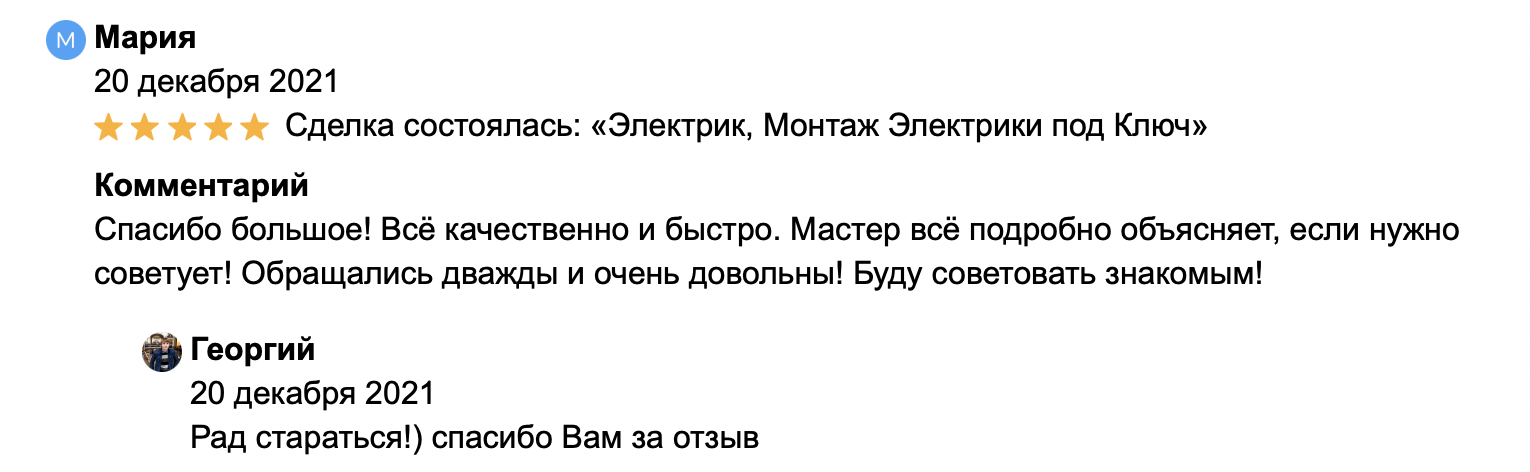 М Мария
20 декабря 2021
Сделка состоялась: «Электрик, Монтаж Электрики под Ключ»
Комментарий
Спасибо большое! Всё качественно и быстро. Мастер всё подробно объясняет, если нужно
советует! Обращались дважды и очень довольны! Буду советовать знакомым!
Георгий
20 декабря 2021
Рад стараться!) спасибо Вам за отзыв